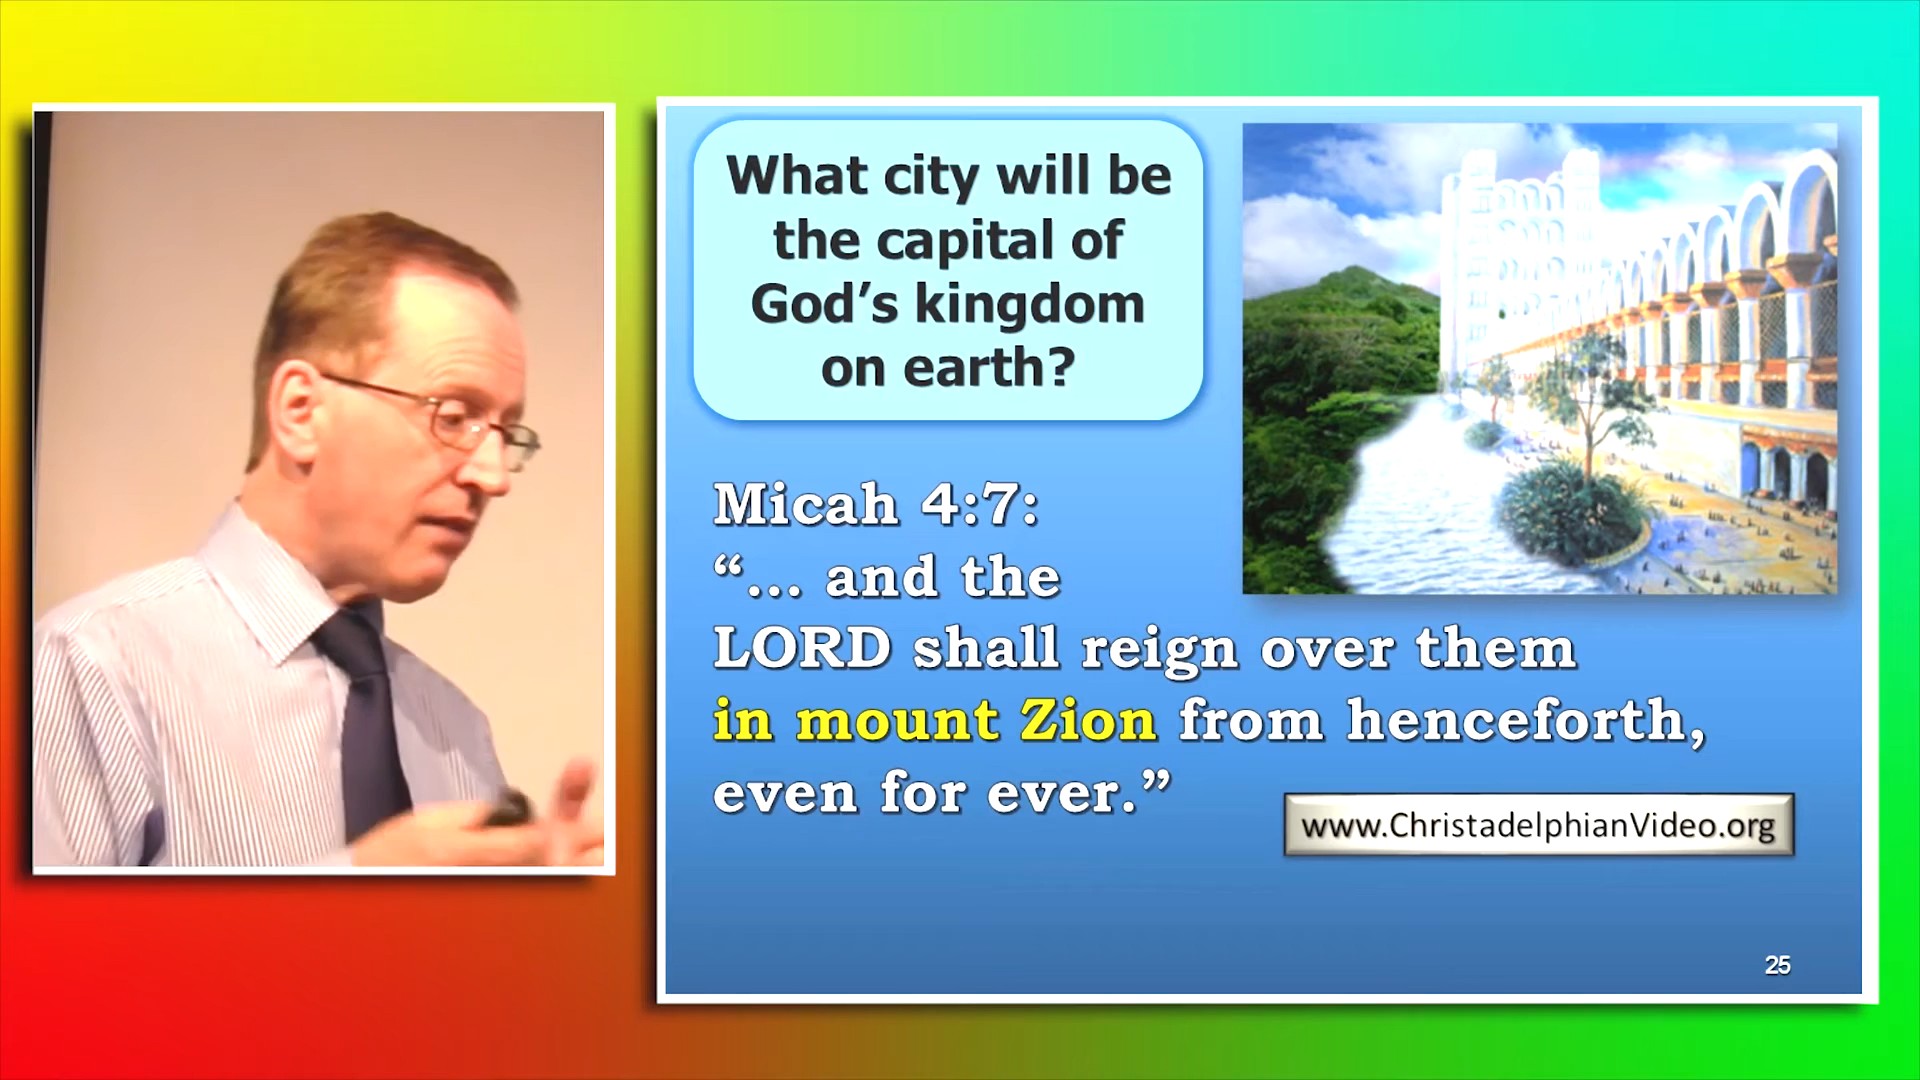 What city will be
the capital of
God’s kingdom
on earth?
Micah 4:7:
“... and the
LORD shall reign over them
in mount Zion from henceforth,
even for ever.”
www.ChristadelphianVideo.org
25